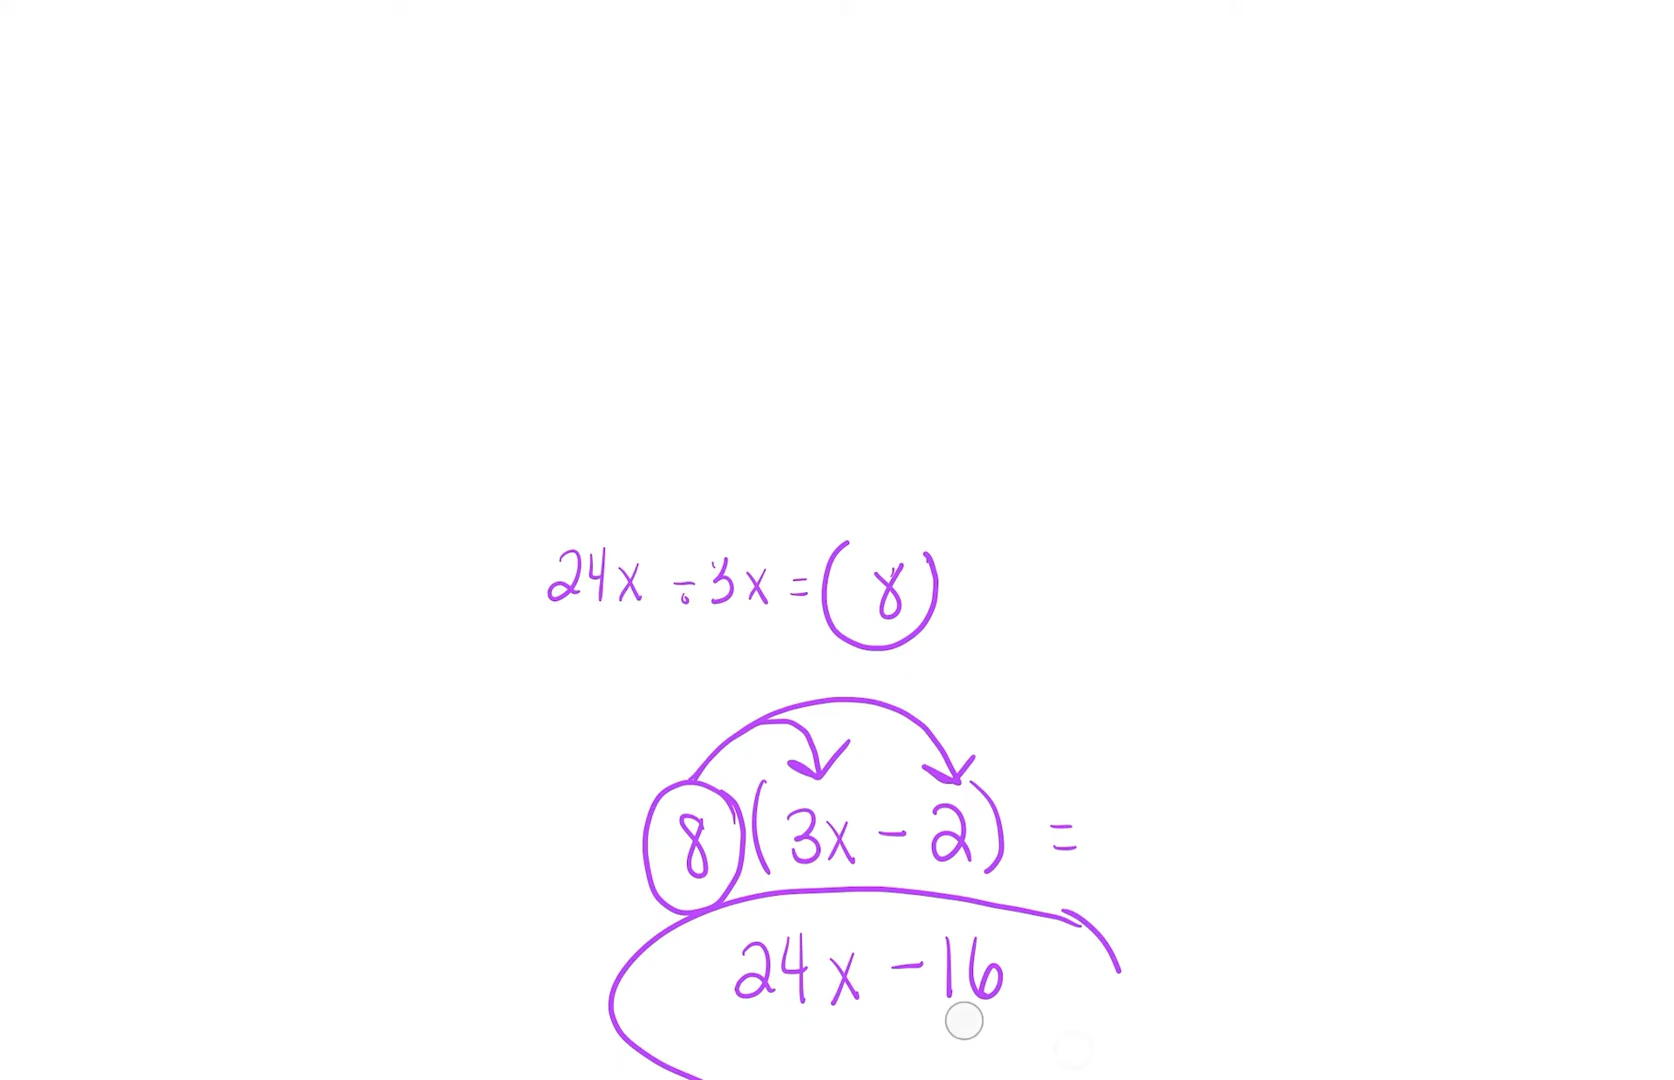 24x ÷ 3x = 8
8(3x - 2) =
24x - 16